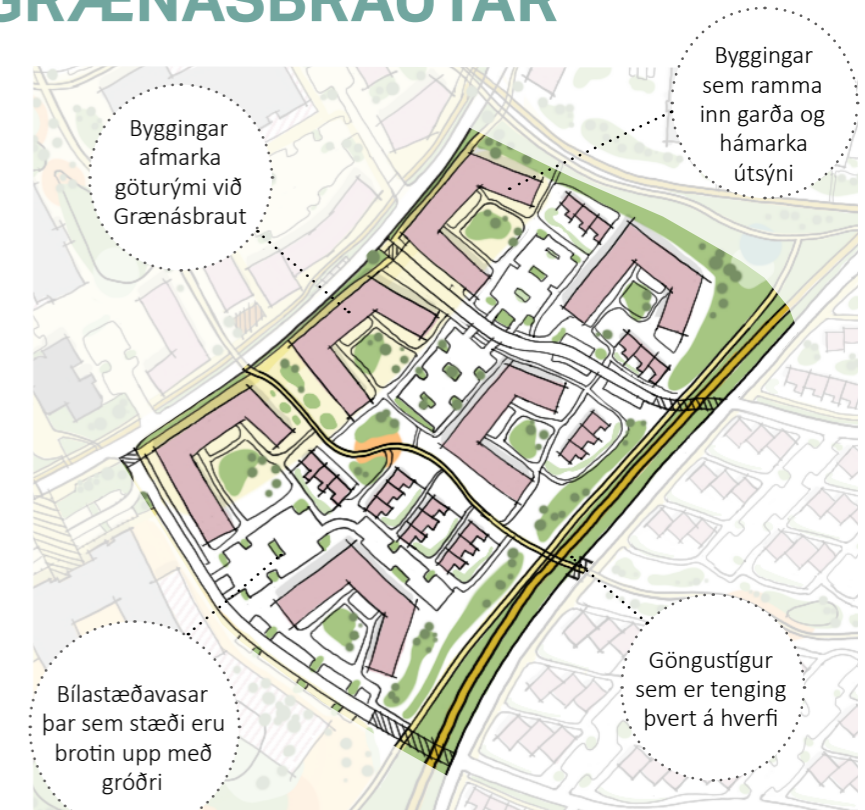 GRÆNÁSBRAUTAR
Byggingar
sem ramma
inn garða og
hámarka
útsýni
Byggingar
afmarka
göturými við
Grænásbraut
Bílastæðavasar
þar sem stæði eru
brotin upp með
gróðri
Göngustígur
sem er tenging
þvert á hverfi